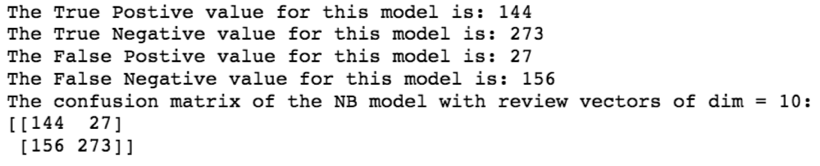 The True Postive value for this model is: 144
The True Negative value for this model is: 273
The False Postive value for this model is: 27
The False Negative value for this model is: 156
The confusion matrix of the NB model with review vectors of dim = 10:
[[144  27]
 [156 273]]